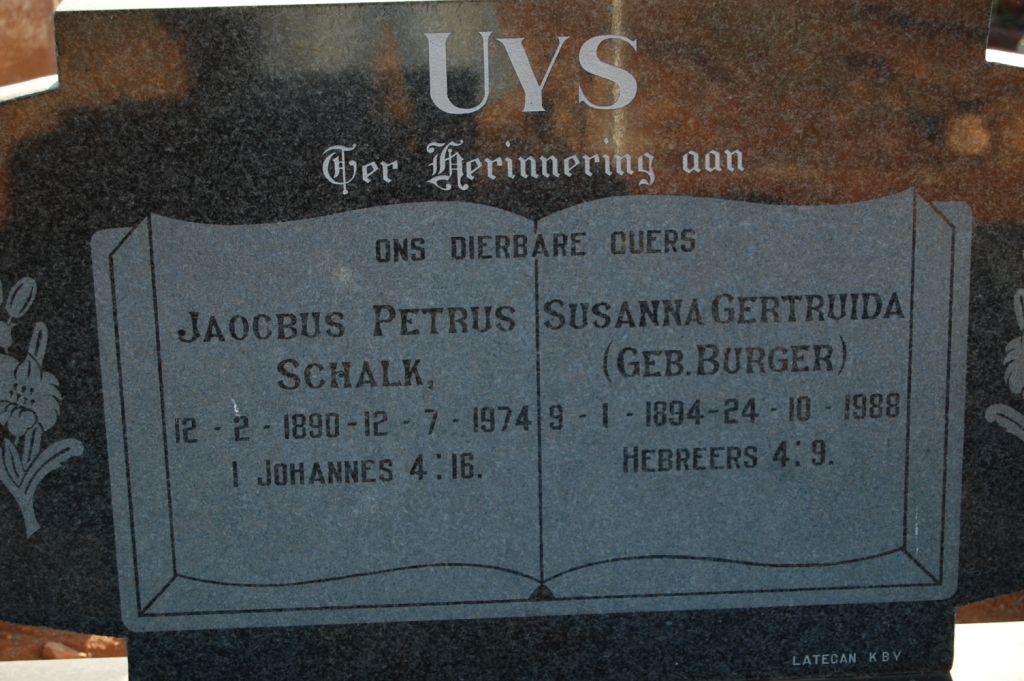 UYS
Ter Herinnering aan
ONS DIERBARE OUERS
JAOCBUS PETRUS
SCHALK,
12 - 2 - 1890 - 12 - 7 - 1974
1 JOHANNES 4:16.
SUSANNA GERTRUIDA
(GEB. BURGER)
9 - 1 - 1894 - 24 - 10 - 1988
HEBREERS 4:9.
LATEGAN KBV